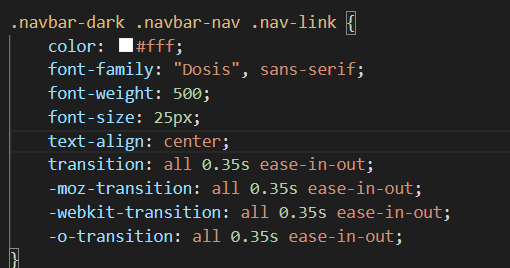 .navbar-dark .navbar-nav .nav-link {
color: #fff;
font-family: "Dosis", sans-serif;
font-weight: 500;
font-size: 25px;
text-align: center;
transition: all 0.35s ease-in-out;
-moz-transition: all 0.35s ease-in-out;
-webkit-transition: all 0.35s ease-in-out;
-o-transition: all 0.35s ease-in-out;
}